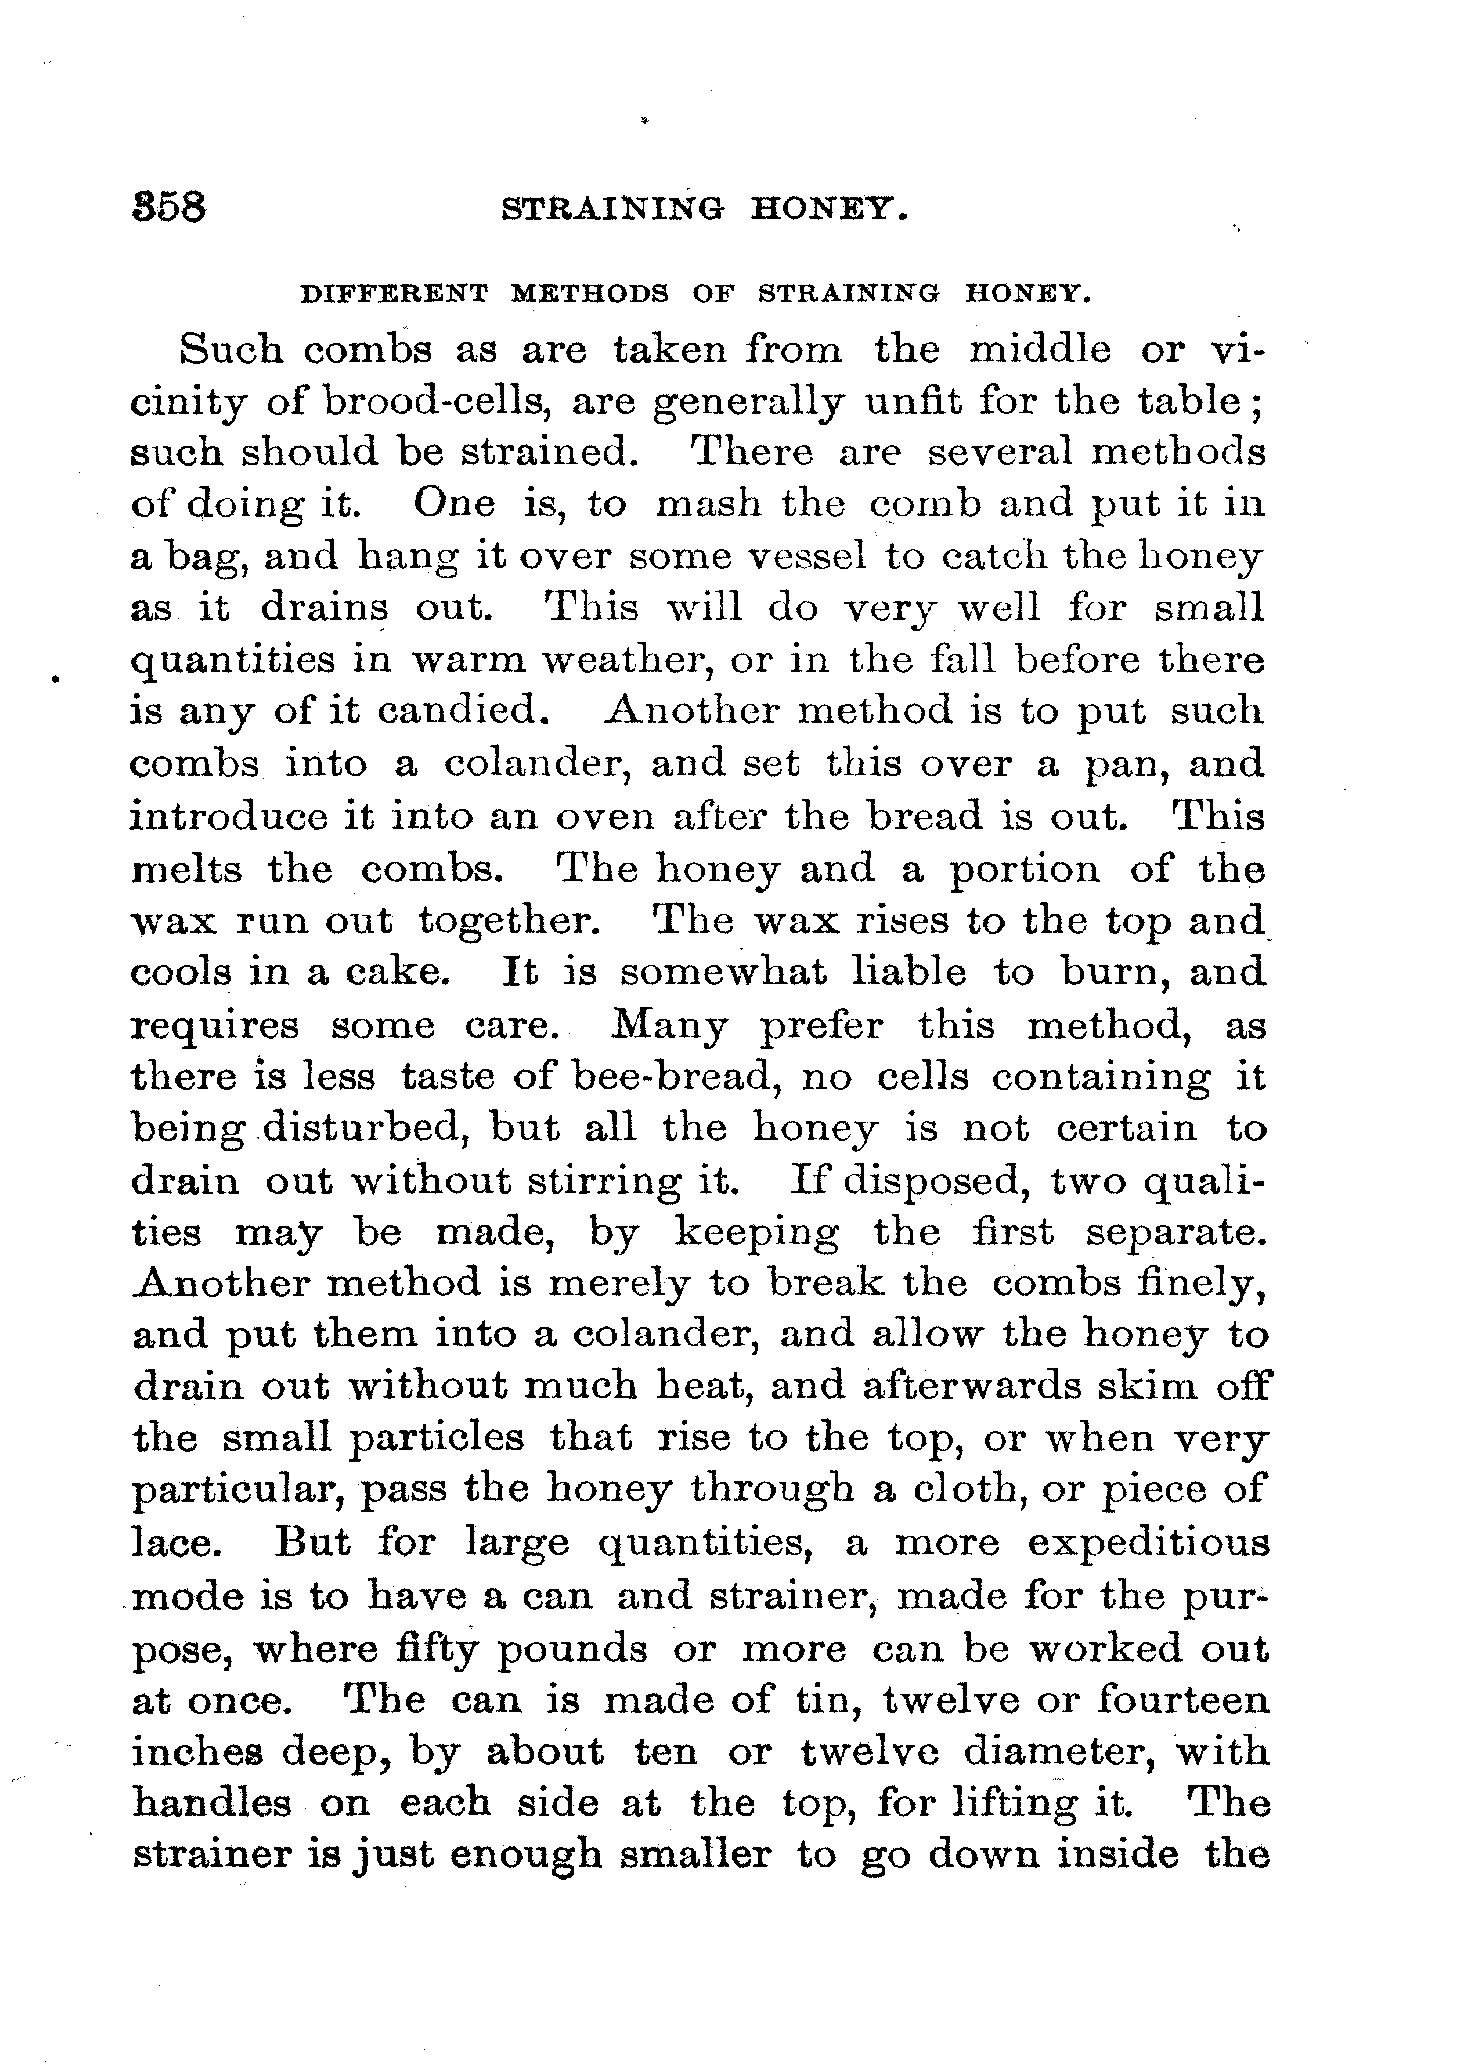 358 STRAINING HONEY.
DIFFERENT METHODS OF STRAINING HONEY.
Such combs as are taken from the middle or vi-
cinity of brood-cells, are generally unfit for the table;
such should be strained. There are several methods
of doing it. One is, to mash the comb and put it in
a bag, and hang it over some vessel to catch the honey
as it drains out. This will do very well for small
quantities in warm weather, or in the fall before there
is any of it candied. Another method is to put such
combs into a colander, and set this over a pan, and
introduce it into an oven after the bread is out. This
melts the combs. The honey and a portion of the
wax run out together. The wax rises to the top and
cools in a cake. It is somewhat liable to burn, and
requires some care. Many prefer this method, as
there is less taste of bee-bread, no cells containing it
being disturbed, but all the honey is not certain to
drain out without stirring it. If disposed, two quali-
ties may be made, by keeping the first separate.
Another method is merely to break the combs finely,
and put them into a colander, and allow the honey to
drain out without much heat, and afterwards skim off
the small particles that rise to the top, or when very
particular, pass the honey through a cloth, or piece of
lace. But for large quantities, a more expeditious
mode is to have a can and strainer, made for the pur-
pose, where fifty pounds or more can be worked out
at once. The can is made of tin, twelve or fourteen
inches deep, by about ten or twelve diameter, with
handles on each side at the top, for lifting it. The
strainer is just enough smaller to go down inside the